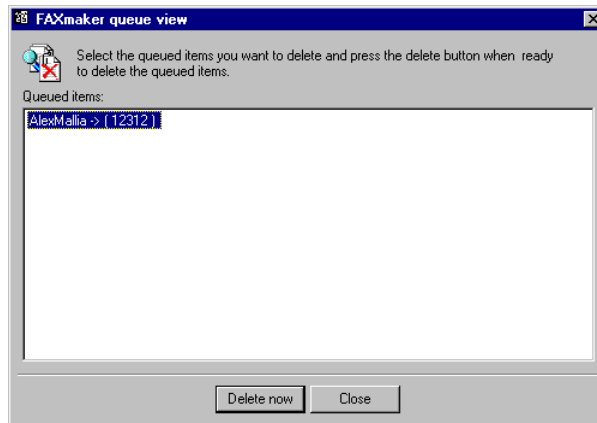 FAXmaker queue view
Select the queued items you want to delete and press the delete button when ready
to delete the queued items.
Queued items:
AlexMallia -> ( 12312 )
Delete now Close